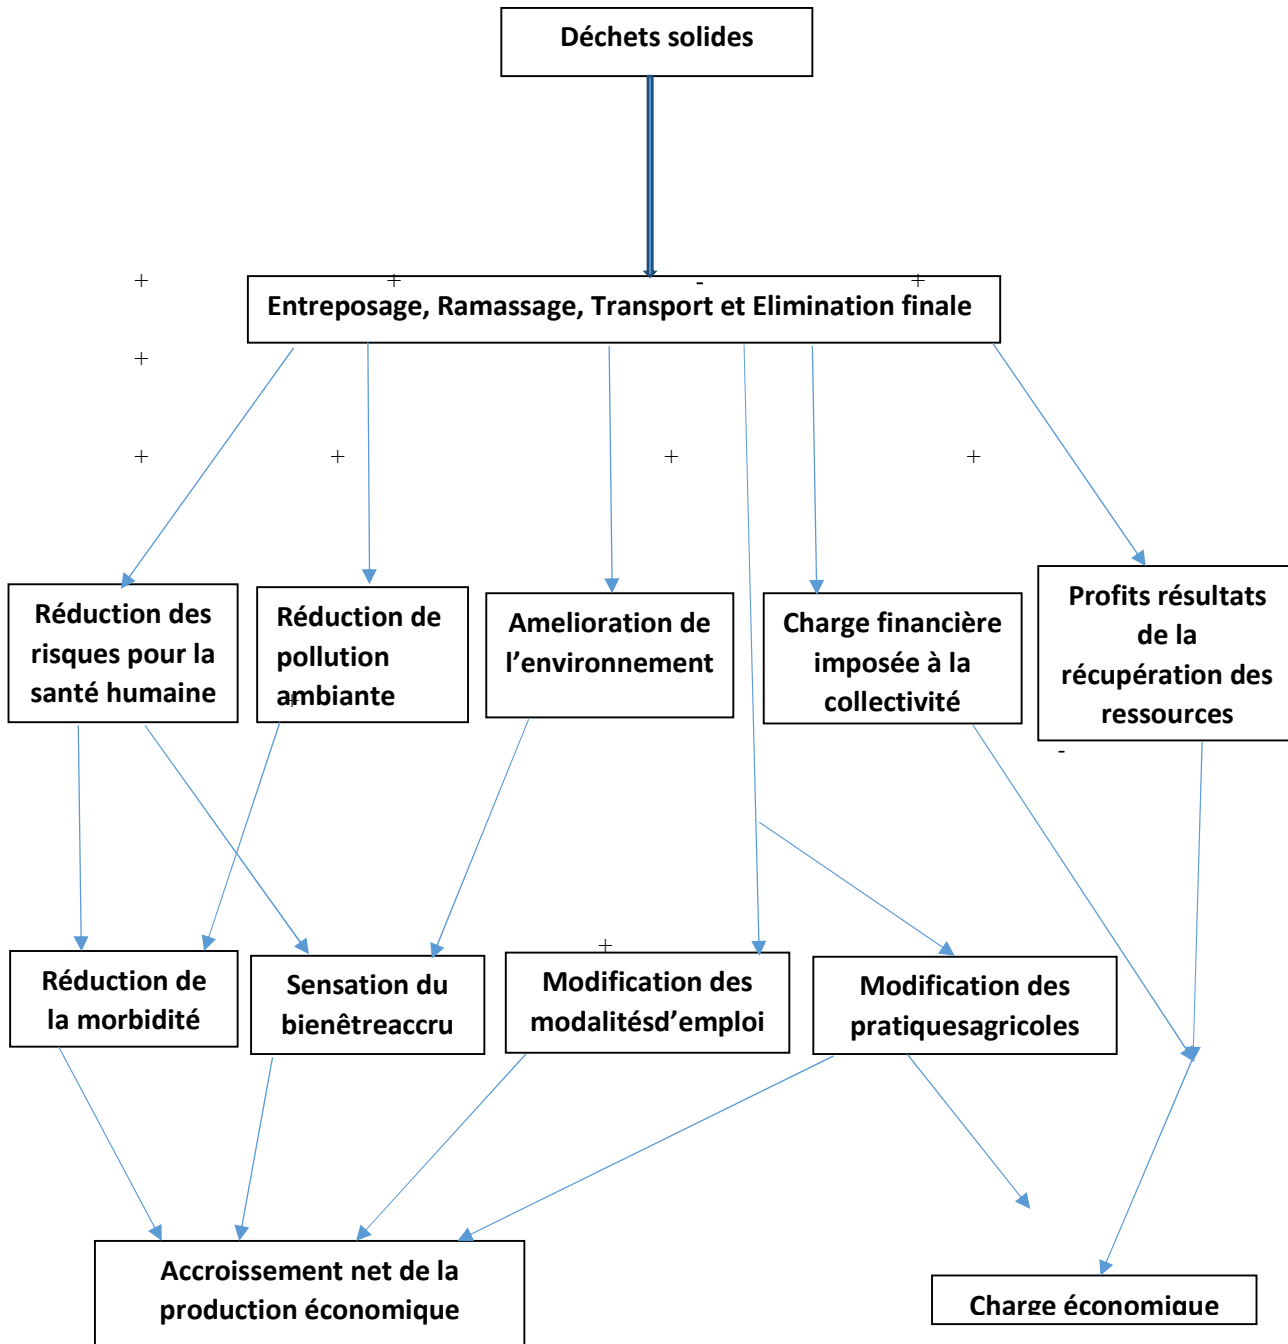 Déchets solides
+ + - +
Entreposage, Ramassage, Transport et Elimination finale
+
+ + + +
Réduction des
risques pour la
santé humaine
Réduction de
pollution
ambiante
+
Amelioration de
l’environnement
Charge financière
imposée à la
collectivité
Profits résultats
de la
récupération des
ressources
-
+
Réduction de
la morbidité
Sensation du
bienêtreaccru
Modification des
modalitésd’emploi
Modification des
pratiquesagricoles
Accroissement net de la
production économique
Charge économique